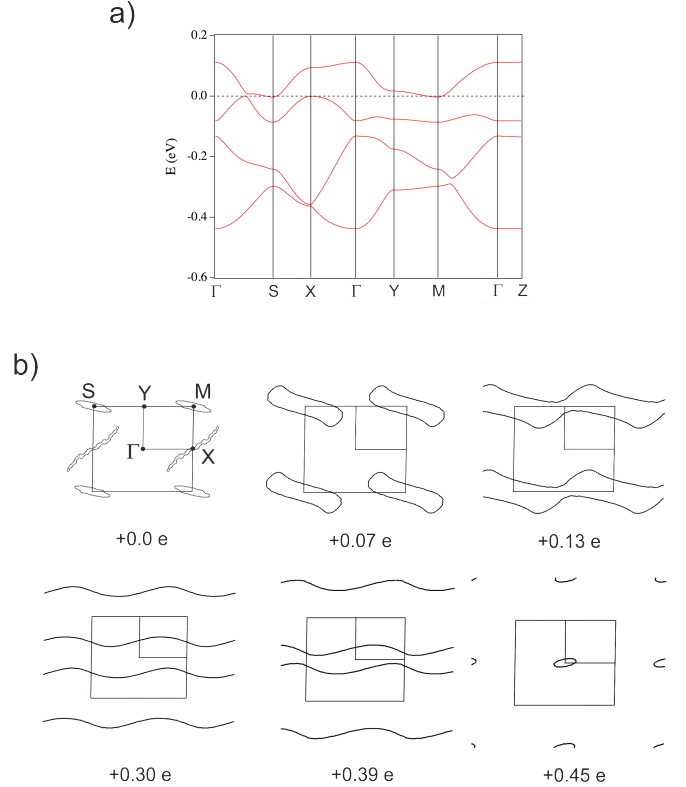 a)
0.2
0.0
-0.2
-0.4
-0.6
E (eV)
Γ S X Γ Y M Γ Z
b)
S Y M
Γ X
+0.0 e +0.07 e +0.13 e
+0.30 e +0.39 e +0.45 e